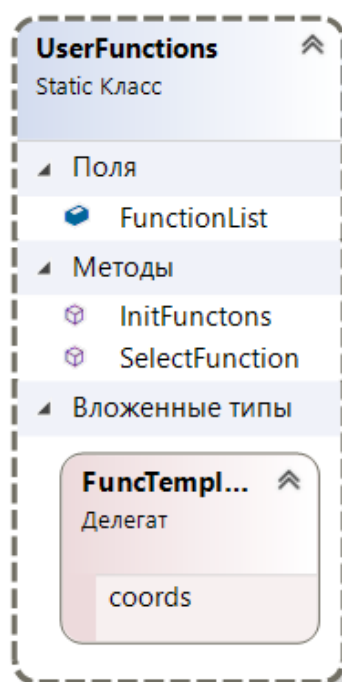 UserFunctions
Static Класс
Поля
FunctionList
Методы
InitFunctons
SelectFunction
Вложенные типы
FuncTempl...
Делегат
coords